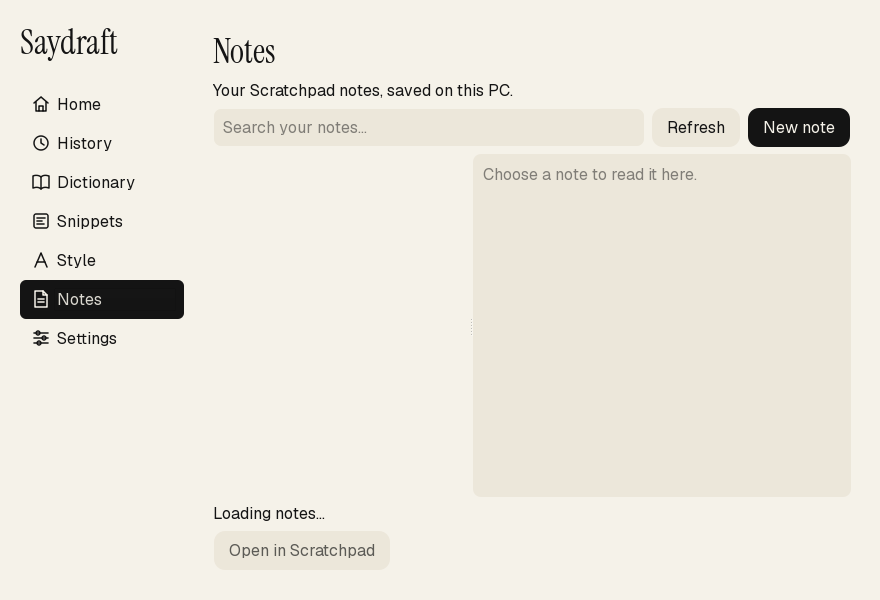 Saydraft
Home
History
Dictionary
Snippets
Style
Notes
Settings
Notes
Your Scratchpad notes, saved on this PC.
Search your notes...
Refresh
New note
Choose a note to read it here.
Loading notes...
Open in Scratchpad